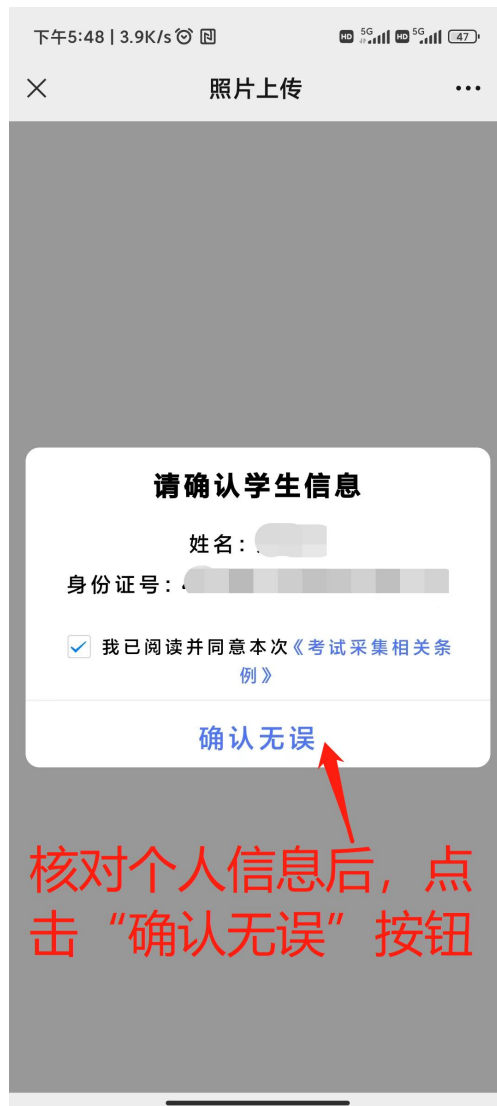 下午5:48 | 3.9K/s
HD 5G HD 5G 47
照片上传
请确认学生信息
姓名:
身份证号:
我已阅读并同意本次《考试采集相关条
例》
确认无误
核对个人信息后，点
击“确认无误”按钮